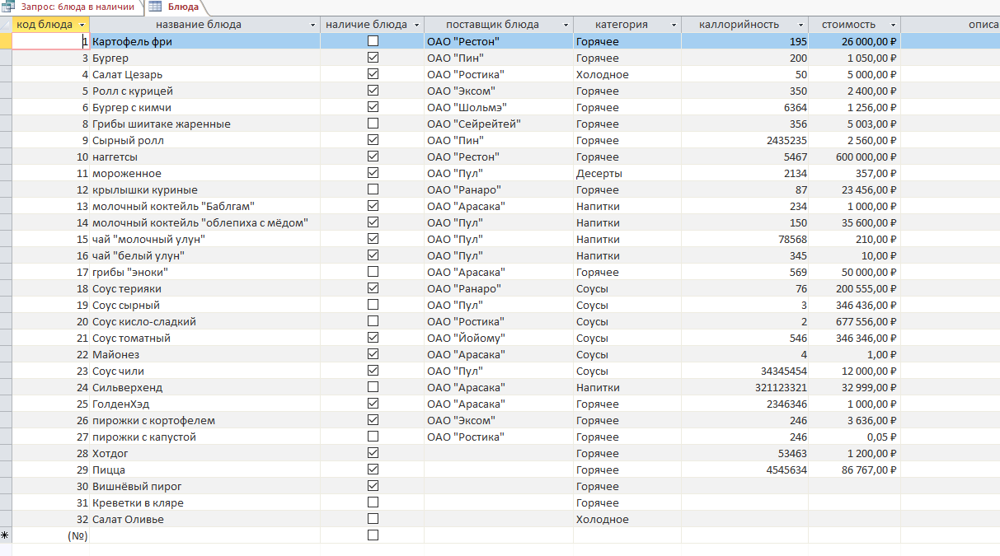 Запрос: блюда в наличии Блюда
код блюда название блюда наличие блюда поставщик блюда категория каллорийность стоимость описа
1 Картофель фри ОАО "Рестон" Горячее 195 26 000,00 ₽
3 Бургер ОАО "Пин" Горячее 200 1 050,00 ₽
4 Салат Цезарь ОАО "Ростика" Холодное 50 5 000,00 ₽
5 Ролл с курицей ОАО "Эксом" Горячее 350 2 400,00 ₽
6 Бургер с кимчи ОАО "Шольмэ" Горячее 6364 1 256,00 ₽
8 Грибы шиитаке жаренные ОАО "Сейрейтей" Горячее 356 5 003,00 ₽
9 Сырный ролл ОАО "Пин" Горячее 2435235 2 560,00 ₽
10 наггетсы ОАО "Рестон" Горячее 5467 600 000,00 ₽
11 мороженное ОАО "Пул" Десерты 2134 357,00 ₽
12 крылышки куриные ОАО "Ранаро" Горячее 87 23 456,00 ₽
13 молочный коктейль "Баблгам" ОАО "Арасака" Напитки 234 1 000,00 ₽
14 молочный коктейль "облепиха с мёдом" ОАО "Пул" Напитки 150 35 600,00 ₽
15 чай "молочный улун" ОАО "Пул" Напитки 78568 210,00 ₽
16 чай "белый улун" ОАО "Пул" Напитки 345 10,00 ₽
17 грибы "эноки" ОАО "Арасака" Горячее 569 50 000,00 ₽
18 Соус терияки ОАО "Ранаро" Соусы 76 200 555,00 ₽
19 Соус сырный ОАО "Пул" Соусы 3 346 436,00 ₽
20 Соус кисло-сладкий ОАО "Ростика" Соусы 2 677 556,00 ₽
21 Соус томатный ОАО "Йойому" Соусы 546 346 346,00 ₽
22 Майонез ОАО "Арасака" Соусы 4 1,00 ₽
23 Соус чили ОАО "Пул" Соусы 34345454 12 000,00 ₽
24 Сильверхенд ОАО "Арасака" Напитки 321123321 32 999,00 ₽
25 ГолденХэд ОАО "Арасака" Горячее 2346346 1 000,00 ₽
26 пирожки с кортофелем ОАО "Эксом" Горячее 246 3 636,00 ₽
27 пирожки с капустой ОАО "Ростика" Горячее 246 0,05 ₽
28 Хотдог Горячее 53463 1 200,00 ₽
29 Пицца Горячее 4545634 86 767,00 ₽
30 Вишнёвый пирог Горячее
31 Креветки в кляре Горячее
32 Салат Оливье Холодное
(№)